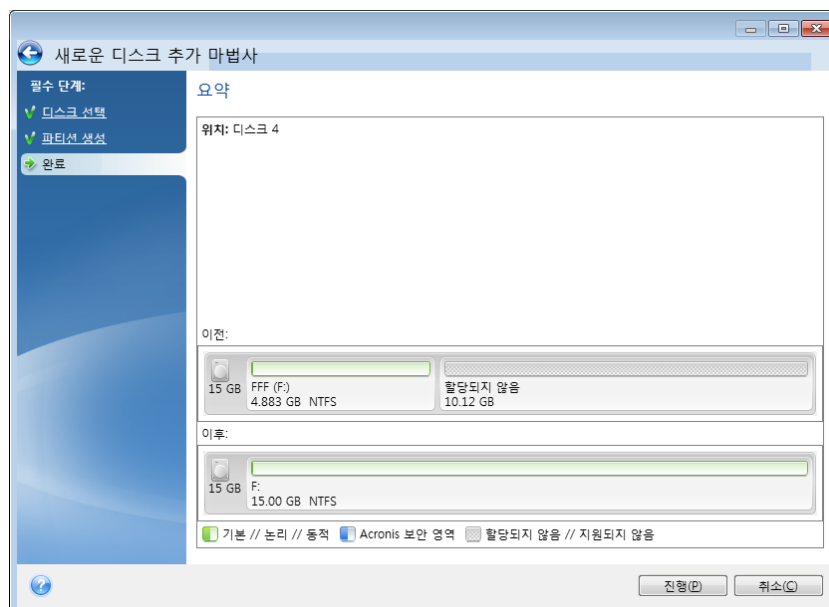 새로운 디스크 추가 마법사
필수 단계:
디스크 선택
파티션 생성
완료
요약
위치: 디스크 4
이전:
15 GB
FFF (F:)
4.883 GB NTFS
할당되지 않음
10.12 GB
이후:
15 GB
F:
15.00 GB NTFS
기본 // 논리 // 동적 Acronis 보안 영역 할당되지 않음 // 지원되지 않음
진행(P) 취소(C)